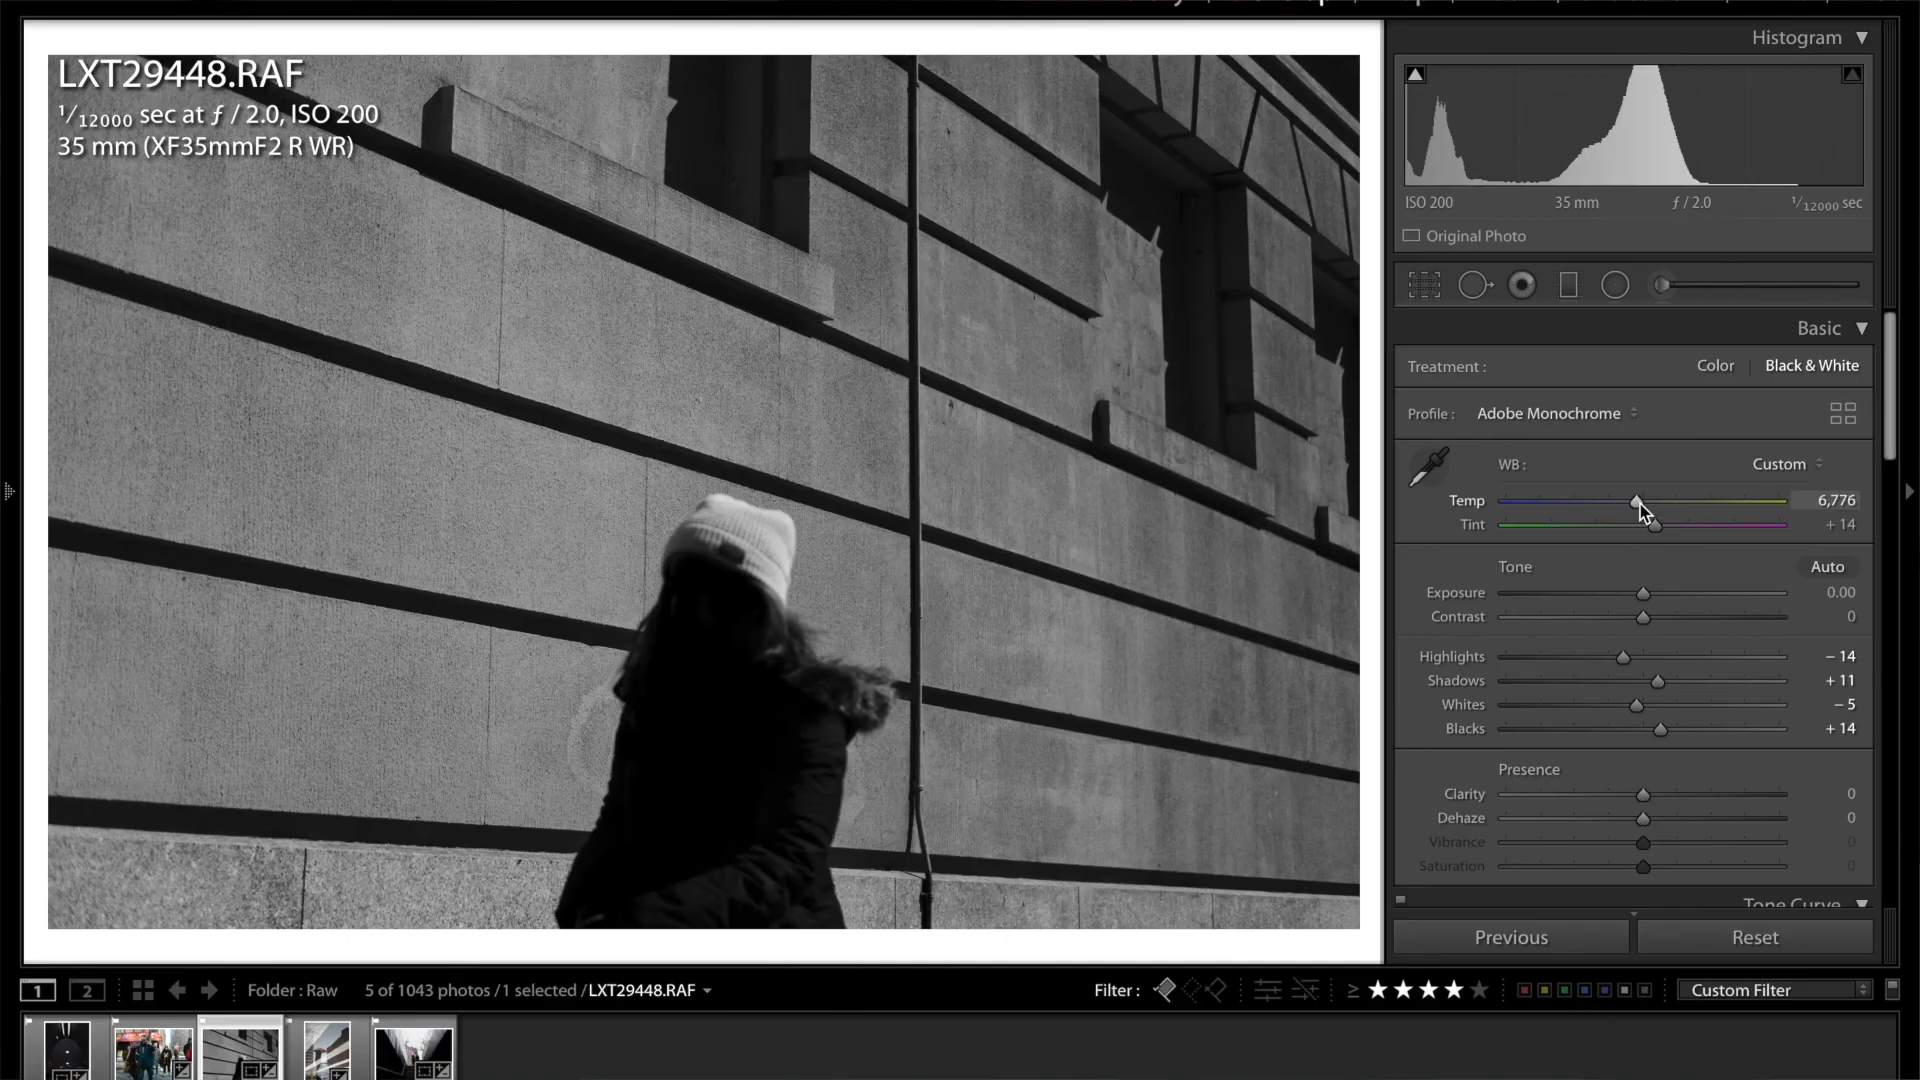 LXT29448.RAF
1/12000 sec at ƒ / 2.0, ISO 200
35 mm (XF35mmF2 R WR)
Histogram
ISO 200 35 mm ƒ / 2.0 1/12000 sec
Original Photo
Basic
Treatment : Color Black & White
Profile : Adobe Monochrome
WB : Custom
Temp 6,776
Tint + 14
Tone Auto
Exposure 0.00
Contrast 0
Highlights − 14
Shadows + 11
Whites − 5
Blacks + 14
Presence
Clarity 0
Dehaze 0
Vibrance 0
Saturation 0
Tone Curve
Previous Reset
1 2 Folder : Raw 5 of 1043 photos / 1 selected / LXT29448.RAF Filter : ≥ ★★★★★ Custom Filter